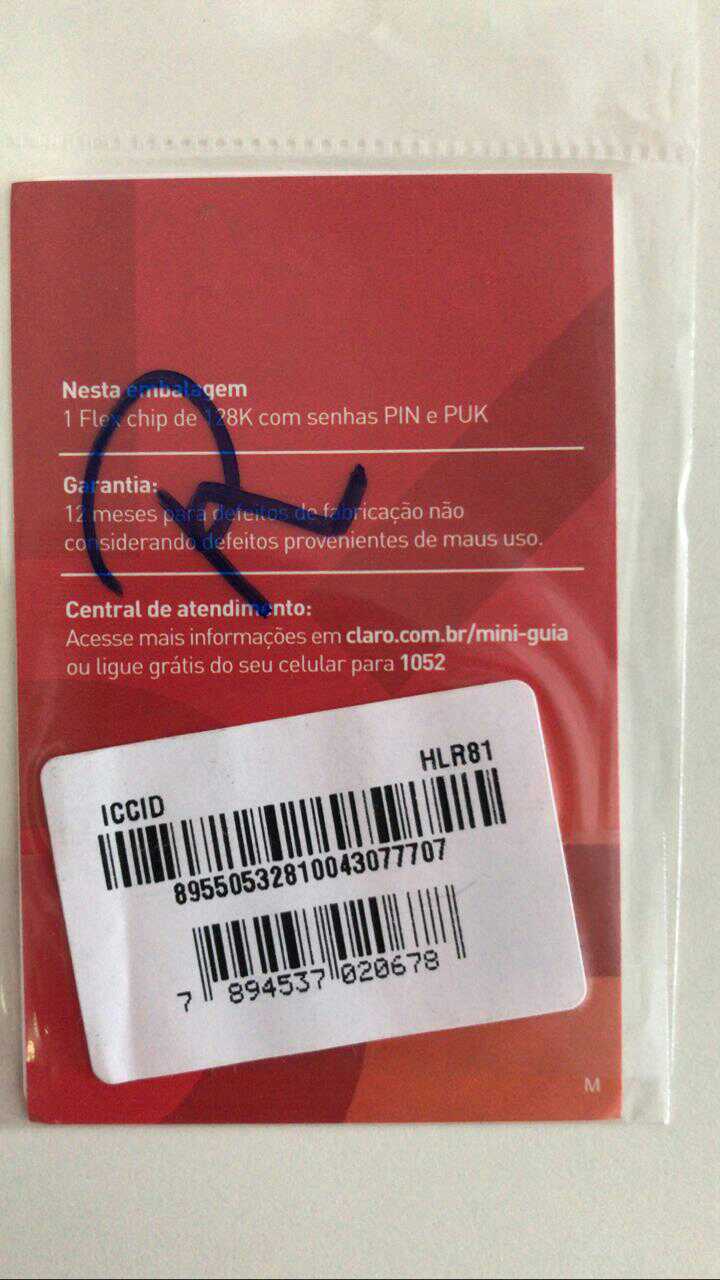 Nesta embalagem
1 Flex chip de 128K com senhas PIN e PUK
Garantia:
12 meses para defeitos de fabricação não
considerando defeitos provenientes de maus uso.
Central de atendimento:
Acesse mais informações em claro.com.br/mini-guia
ou ligue grátis do seu celular para 1052
ICCID HLR81
89550532810043077707
7 894537 020678
M